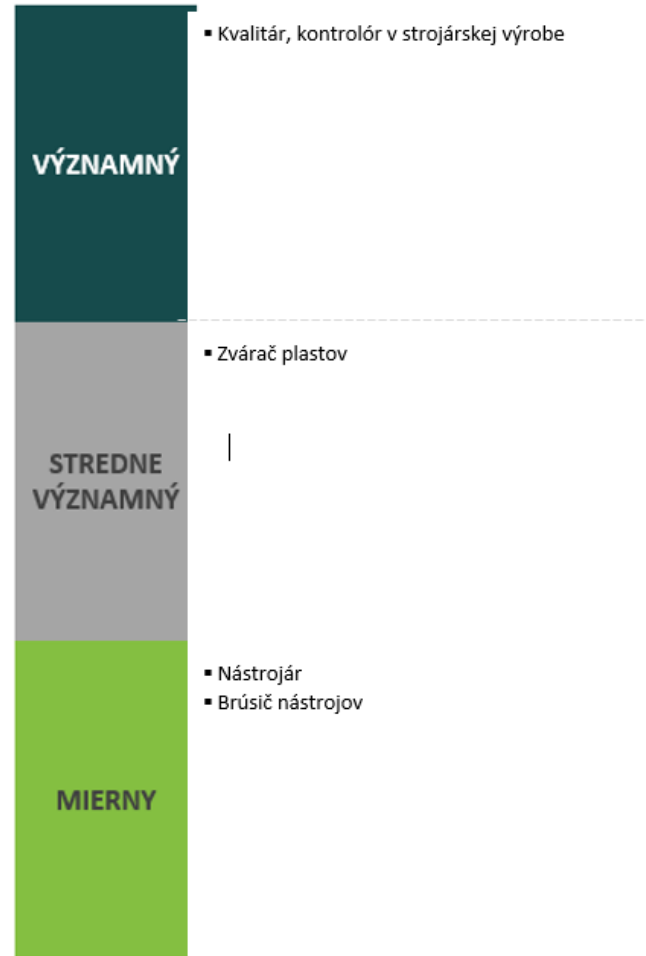 VÝZNAMNÝ
▪ Kvalitár, kontrolór v strojárskej výrobe
STREDNE
VÝZNAMNÝ
▪ Zvárač plastov
MIERNY
▪ Nástrojár
▪ Brúsič nástrojov